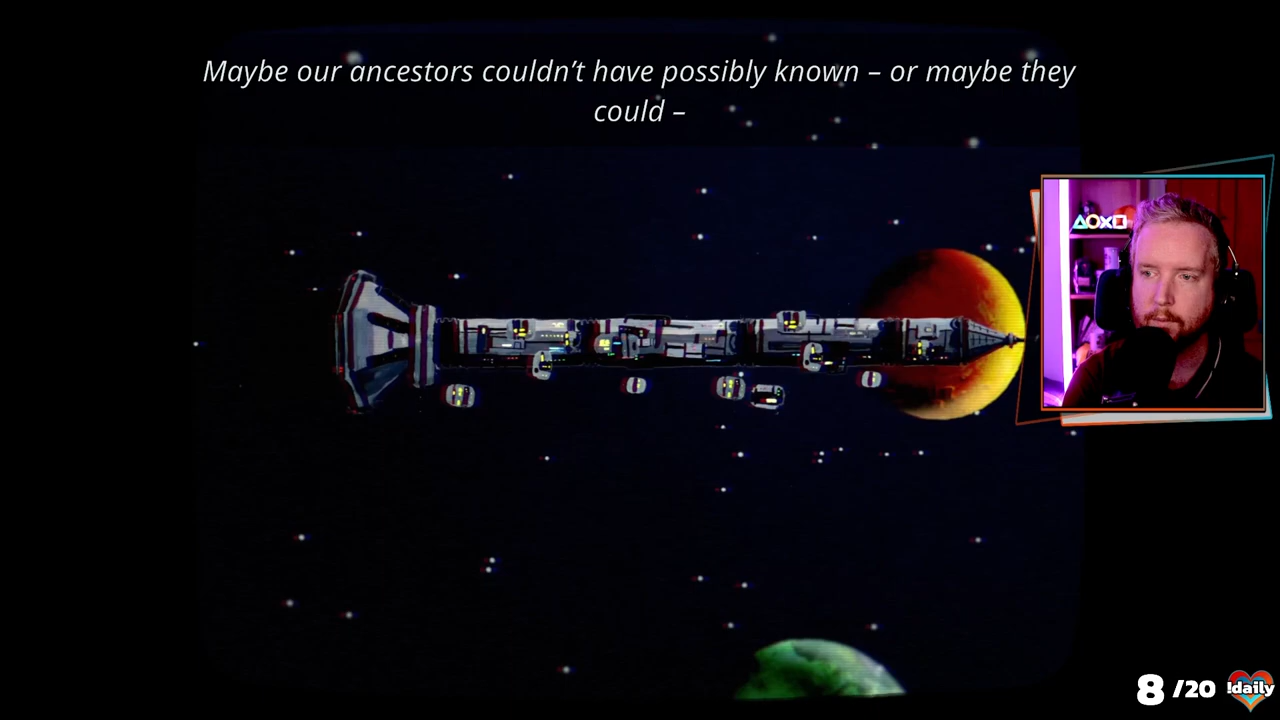 Maybe our ancestors couldn’t have possibly known – or maybe they
could –
8 /20
!daily